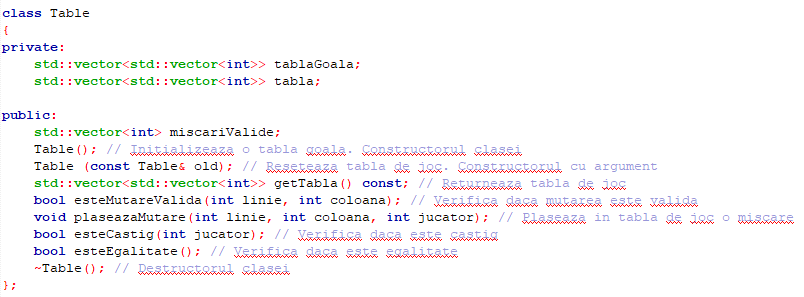 class Table
{
private:
    std::vector<std::vector<int>> tablaGoala;
    std::vector<std::vector<int>> tabla;

public:
    std::vector<int> miscariValide;
    Table(); // Initializeaza o tabla goala. Constructorul clasei
    Table (const Table& old); // Reseteaza tabla de joc. Constructorul cu argument
    std::vector<std::vector<int>> getTabla() const; // Returneaza tabla de joc
    bool esteMutareValida(int linie, int coloana); // Verifica daca mutarea este valida
    void plaseazaMutare(int linie, int coloana, int jucator); // Plaseaza in tabla de joc o miscare
    bool esteCastig(int jucator); // Verifica daca este castig
    bool esteEgalitate(); // Verifica daca este egalitate
    ~Table(); // Destructorul clasei
};